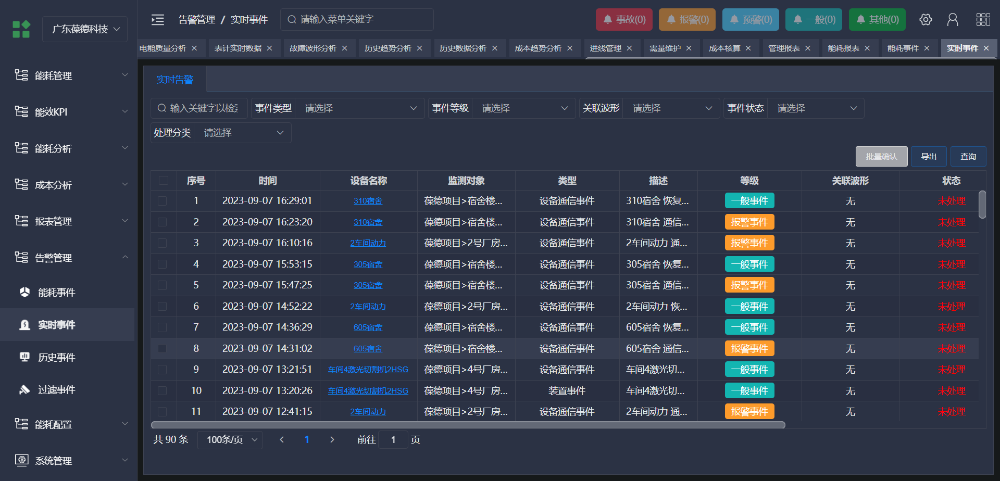 广东葆德科技
告警管理 / 实时事件
请输入菜单关键字
事故(0)
报警(0)
预警(0)
一般(0)
其他(0)
电能质量分析 ×
表计实时数据 ×
故障波形分析 ×
历史趋势分析 ×
历史数据分析 ×
成本趋势分析 ×
进线管理 ×
需量维护 ×
成本核算 ×
管理报表 ×
能耗报表 ×
能耗事件 ×
实时事件 ×
能耗管理
能效KPI
能耗分析
成本分析
报表管理
告警管理
能耗事件
实时事件
历史事件
过滤事件
能耗配置
系统管理
实时告警
输入关键字以检索
事件类型 请选择
事件等级 请选择
关联波形 请选择
事件状态 请选择
处理分类 请选择
批量确认 导出 查询
序号 时间 设备名称 监测对象 类型 描述 等级 关联波形 状态
1 2023-09-07 16:29:01 310宿舍 葆德项目>宿舍楼... 设备通信事件 310宿舍 恢复... 一般事件 无 未处理
2 2023-09-07 16:23:20 310宿舍 葆德项目>宿舍楼... 设备通信事件 310宿舍 通信... 报警事件 无 未处理
3 2023-09-07 16:10:16 2车间动力 葆德项目>2号厂房... 设备通信事件 2车间动力 通... 报警事件 无 未处理
4 2023-09-07 15:53:15 305宿舍 葆德项目>宿舍楼... 设备通信事件 305宿舍 恢复... 一般事件 无 未处理
5 2023-09-07 15:47:25 305宿舍 葆德项目>宿舍楼... 设备通信事件 305宿舍 通信... 报警事件 无 未处理
6 2023-09-07 14:52:22 2车间动力 葆德项目>2号厂房... 设备通信事件 2车间动力 恢... 一般事件 无 未处理
7 2023-09-07 14:36:29 605宿舍 葆德项目>宿舍楼... 设备通信事件 605宿舍 恢复... 一般事件 无 未处理
8 2023-09-07 14:31:02 605宿舍 葆德项目>宿舍楼... 设备通信事件 605宿舍 通信... 报警事件 无 未处理
9 2023-09-07 13:21:51 车间4激光切割机2HSG 葆德项目>4号厂房... 设备通信事件 车间4激光切... 一般事件 无 未处理
10 2023-09-07 13:20:26 车间4激光切割机2HSG 葆德项目>4号厂房... 装置事件 车间4激光切... 一般事件 无 未处理
11 2023-09-07 12:41:15 2车间动力 葆德项目>2号厂房... 设备通信事件 2车间动力 通... 报警事件 无 未处理
共 90 条 100条/页 < 1 > 前往 1 页